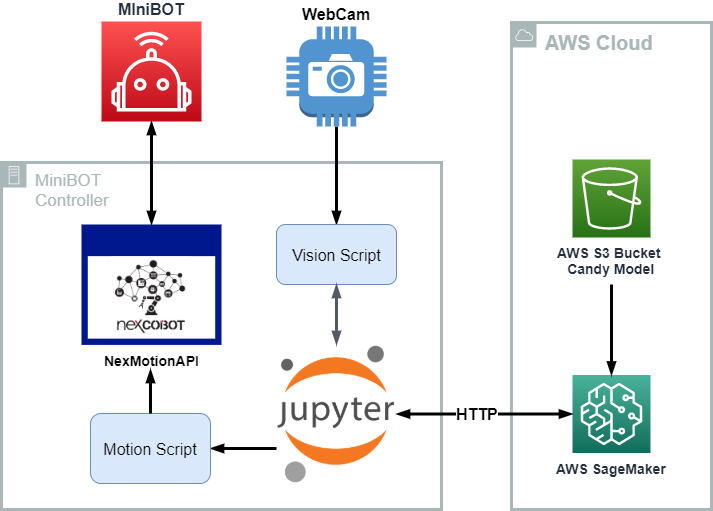 MIniBOT
WebCam
AWS Cloud
MiniBOT
Controller
Vision Script
AWS S3 Bucket
Candy Model
neXCOBOT
NexMotionAPI
jupyter
HTTP
Motion Script
AWS SageMaker